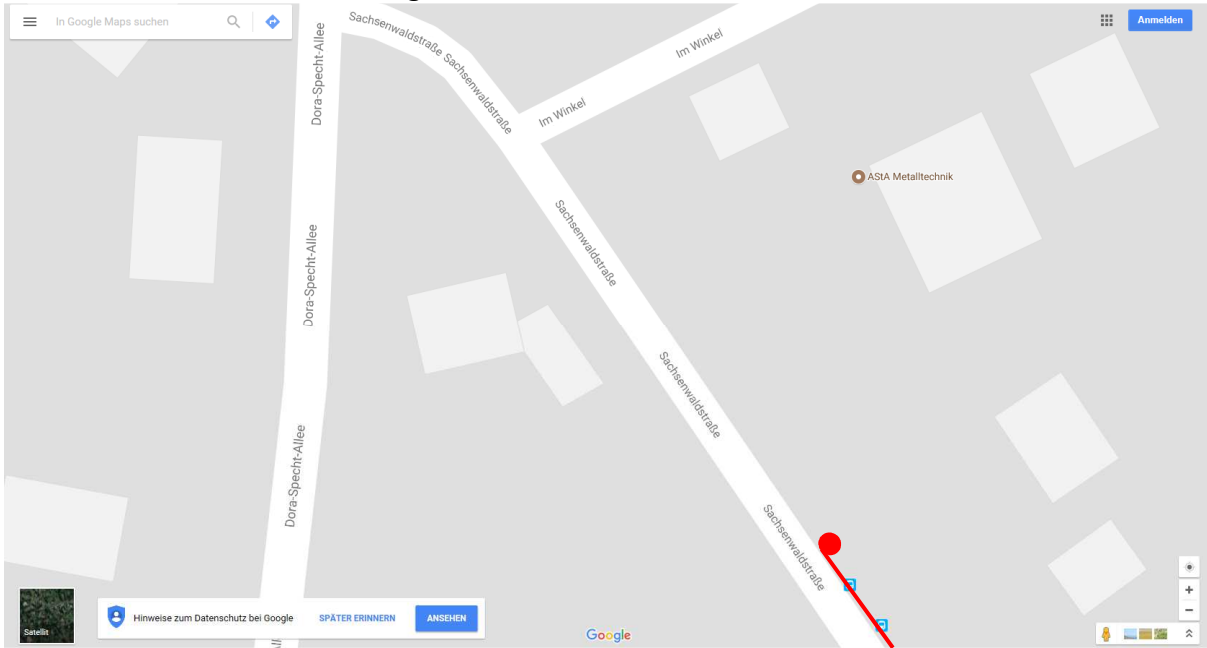 In Google Maps suchen
Anmelden
Sachsenwaldstraße
Sachsenwaldstraße
Im Winkel
Dora-Specht-Allee
Im Winkel
AStA Metalltechnik
Sachsenwaldstraße
Dora-Specht-Allee
Sachsenwaldstraße
Dora-Specht-Allee
Sachsenwaldstraße
Hinweise zum Datenschutz bei Google
SPÄTER ERINNERN
ANSEHEN
Satellit
Google